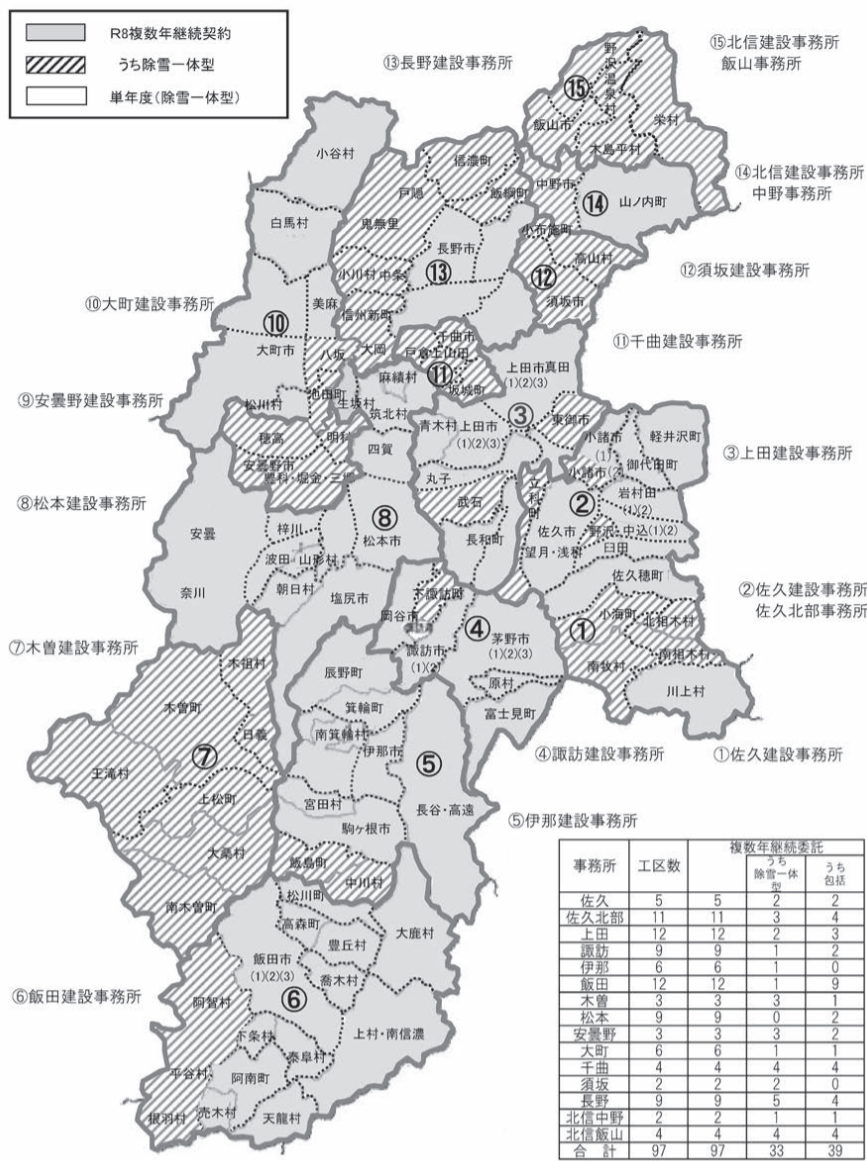 R8複数年継続契約
うち除雪一体型
単年度(除雪一体型)
⑬長野建設事務所
⑮北信建設事務所
飯山事務所
⑭北信建設事務所
中野事務所
⑫須坂建設事務所
⑩大町建設事務所
⑪千曲建設事務所
⑨安曇野建設事務所
③上田建設事務所
⑧松本建設事務所
②佐久建設事務所
佐久北部事務所
⑦木曽建設事務所
④諏訪建設事務所
①佐久建設事務所
⑤伊那建設事務所
⑥飯田建設事務所
野沢温泉村
⑮
飯山市
栄村
木島平村
小谷村
信濃町
戸隠
飯綱町
中野市
⑭
山ノ内町
鬼無里
白馬村
小布施町
長野市
高山村
⑬
小川村
中条
⑫
須坂市
美麻
信州新町
⑩
大町市
八坂
大岡
千曲市
戸倉上山田
⑪
坂城町
上田市真田
(1)(2)(3)
麻績村
池田町
生坂村
松川村
筑北村
③
青木村
上田市
(1)(2)(3)
東御市
小諸市
(1)
軽井沢町
穂高
明科
四賀
安曇野市
豊科・堀金・三郷
小諸市
御代田町
丸子
立科町
武石
岩村田
(1)(2)
②
佐久市
野沢・中込(1)(2)
望月・浅科
臼田
安曇
梓川
⑧
松本市
長和町
波田
山形村
朝日村
佐久穂町
奈川
塩尻市
岡谷市
下諏訪町
諏訪湖
諏訪市
④
茅野市
(1)(2)(3)
①
小海町
北相木村
南相木村
南牧村
川上村
木祖村
辰野町
原村
富士見町
木曽町
箕輪町
日義
南箕輪村
伊那市
王滝村
⑦
⑤
上松町
宮田村
長谷・高遠
駒ヶ根市
大桑村
飯島町
中川村
南木曽町
松川町
高森町
大鹿村
豊丘村
飯田市
(1)(2)(3)
喬木村
⑥
阿智村
上村・南信濃
下条村
泰阜村
平谷村
阿南町
根羽村
売木村
天龍村
事務所 工区数 複数年継続委託
うち除雪一体型 うち包括
佐久 5 5 2 2
佐久北部 11 11 3 4
上田 12 12 2 3
諏訪 9 9 1 2
伊那 6 6 1 0
飯田 12 12 1 9
木曽 3 3 3 1
松本 9 9 0 2
安曇野 3 3 3 2
大町 6 6 1 1
千曲 4 4 4 4
須坂 2 2 2 0
長野 9 9 5 4
北信中野 2 2 1 1
北信飯山 4 4 4 4
合 計 97 97 33 39